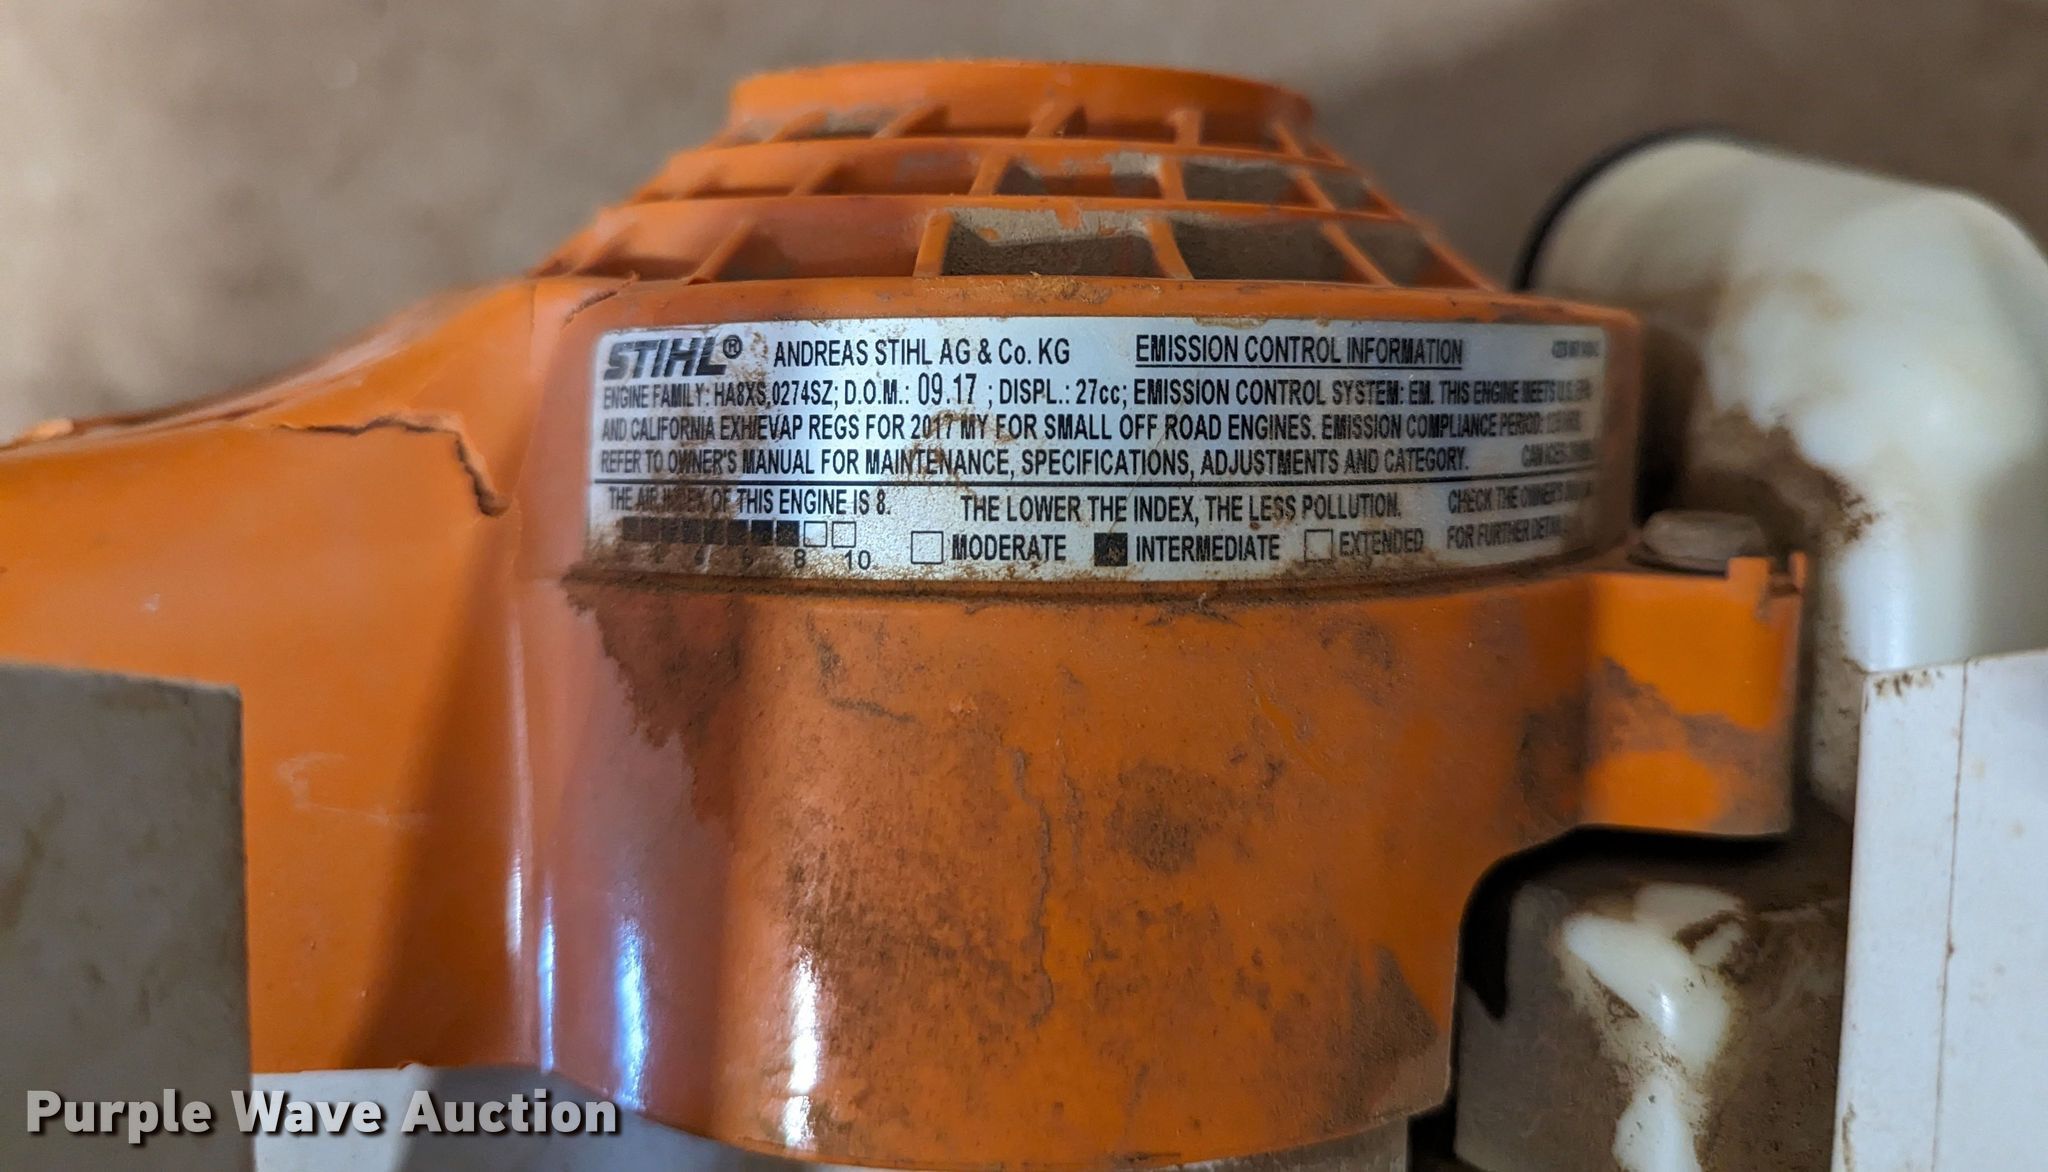 STIHL® ANDREAS STIHL AG & Co. KG EMISSION CONTROL INFORMATION
ENGINE FAMILY: HA8XS.0274SZ; D.O.M.: 09.17 ; DISPL.: 27cc; EMISSION CONTROL SYSTEM: EM. THIS ENGINE MEETS U.S. EPA
AND CALIFORNIA EXH/EVAP REGS FOR 2017 MY FOR SMALL OFF ROAD ENGINES. EMISSION COMPLIANCE PERIOD:
REFER TO OWNER'S MANUAL FOR MAINTENANCE, SPECIFICATIONS, ADJUSTMENTS AND CATEGORY.
THE AIR INDEX OF THIS ENGINE IS 8. THE LOWER THE INDEX, THE LESS POLLUTION. CHECK THE OWNER'S
2 4 6 8 10 MODERATE INTERMEDIATE EXTENDED FOR FURTHER
Purple Wave Auction